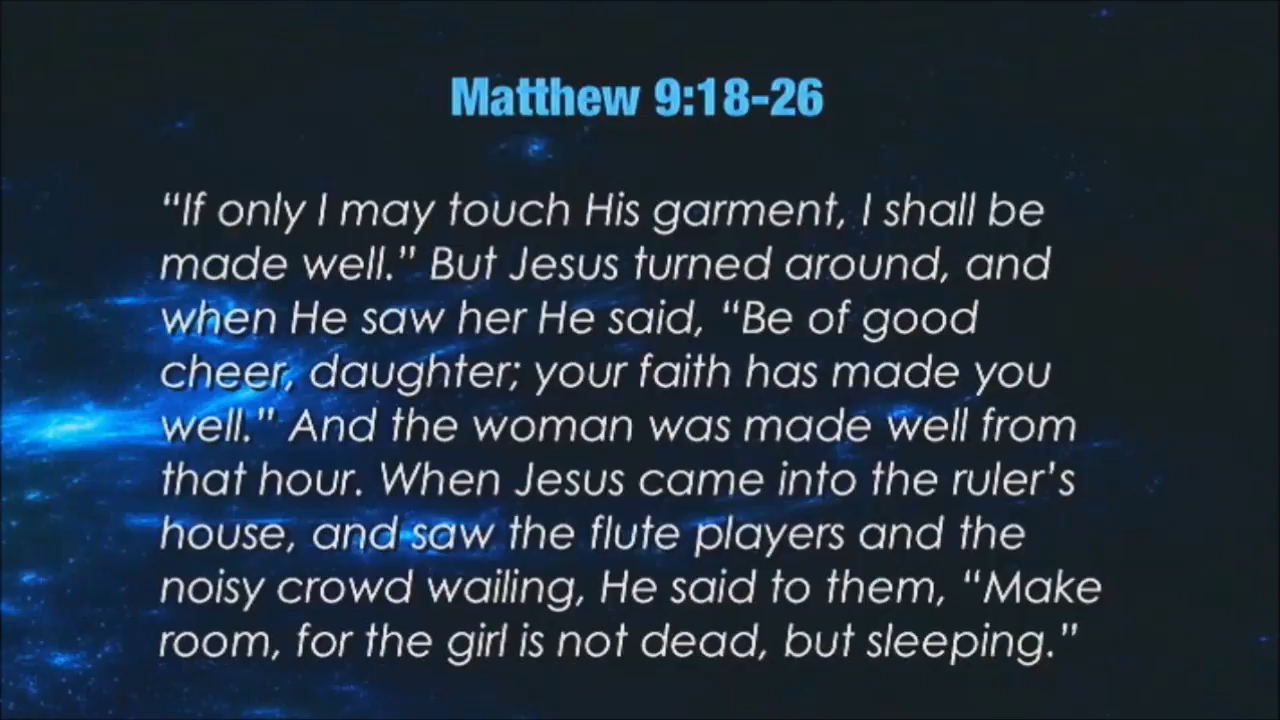 Matthew 9:18-26
“If only I may touch His garment, I shall be
made well.” But Jesus turned around, and
when He saw her He said, “Be of good
cheer, daughter; your faith has made you
well.” And the woman was made well from
that hour. When Jesus came into the ruler's
house, and saw the flute players and the
noisy crowd wailing, He said to them, “Make
room, for the girl is not dead, but sleeping.”